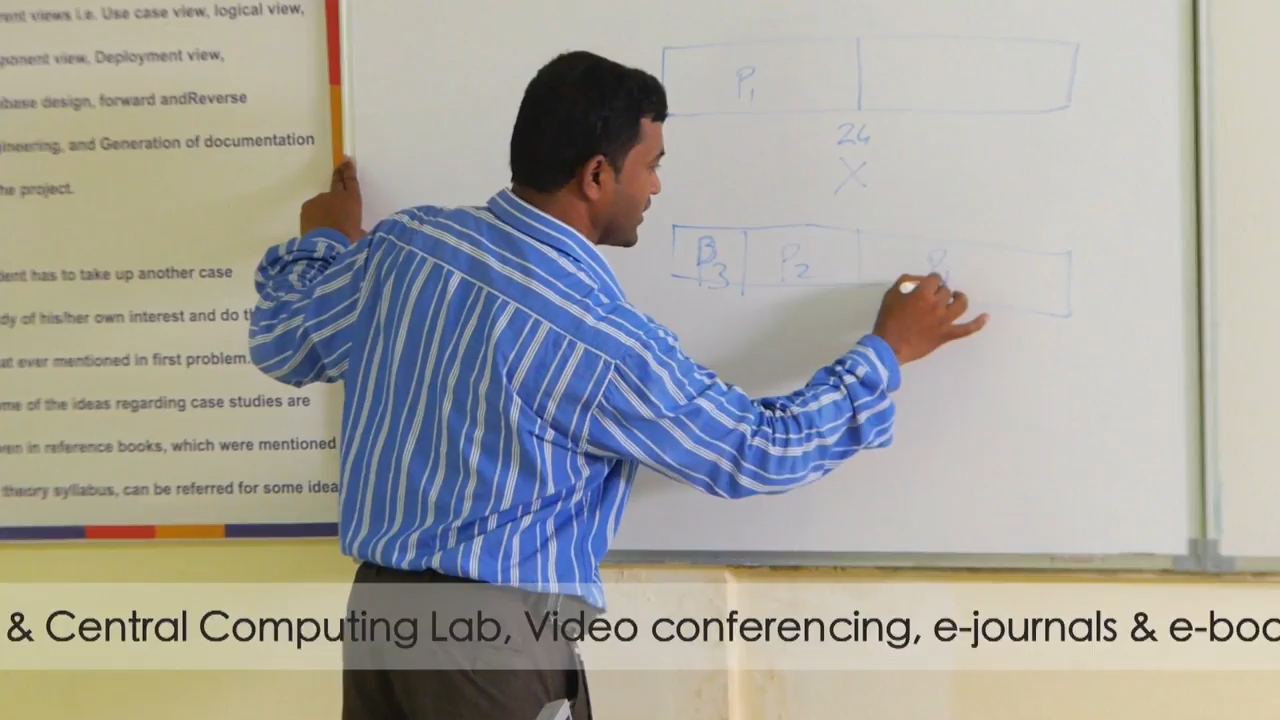 rent views i.e. Use case view, logical view,
ponent view, Deployment view,
base design, forward andReverse
ineering, and Generation of documentation
he project.
dent has to take up another case
dy of his/her own interest and do th
at ever mentioned in first problem.
me of the ideas regarding case studies are
ven in reference books, which were mentioned
theory syllabus, can be referred for some idea
P1
24
X
P3 P2
& Central Computing Lab, Video conferencing, e-journals & e-boo